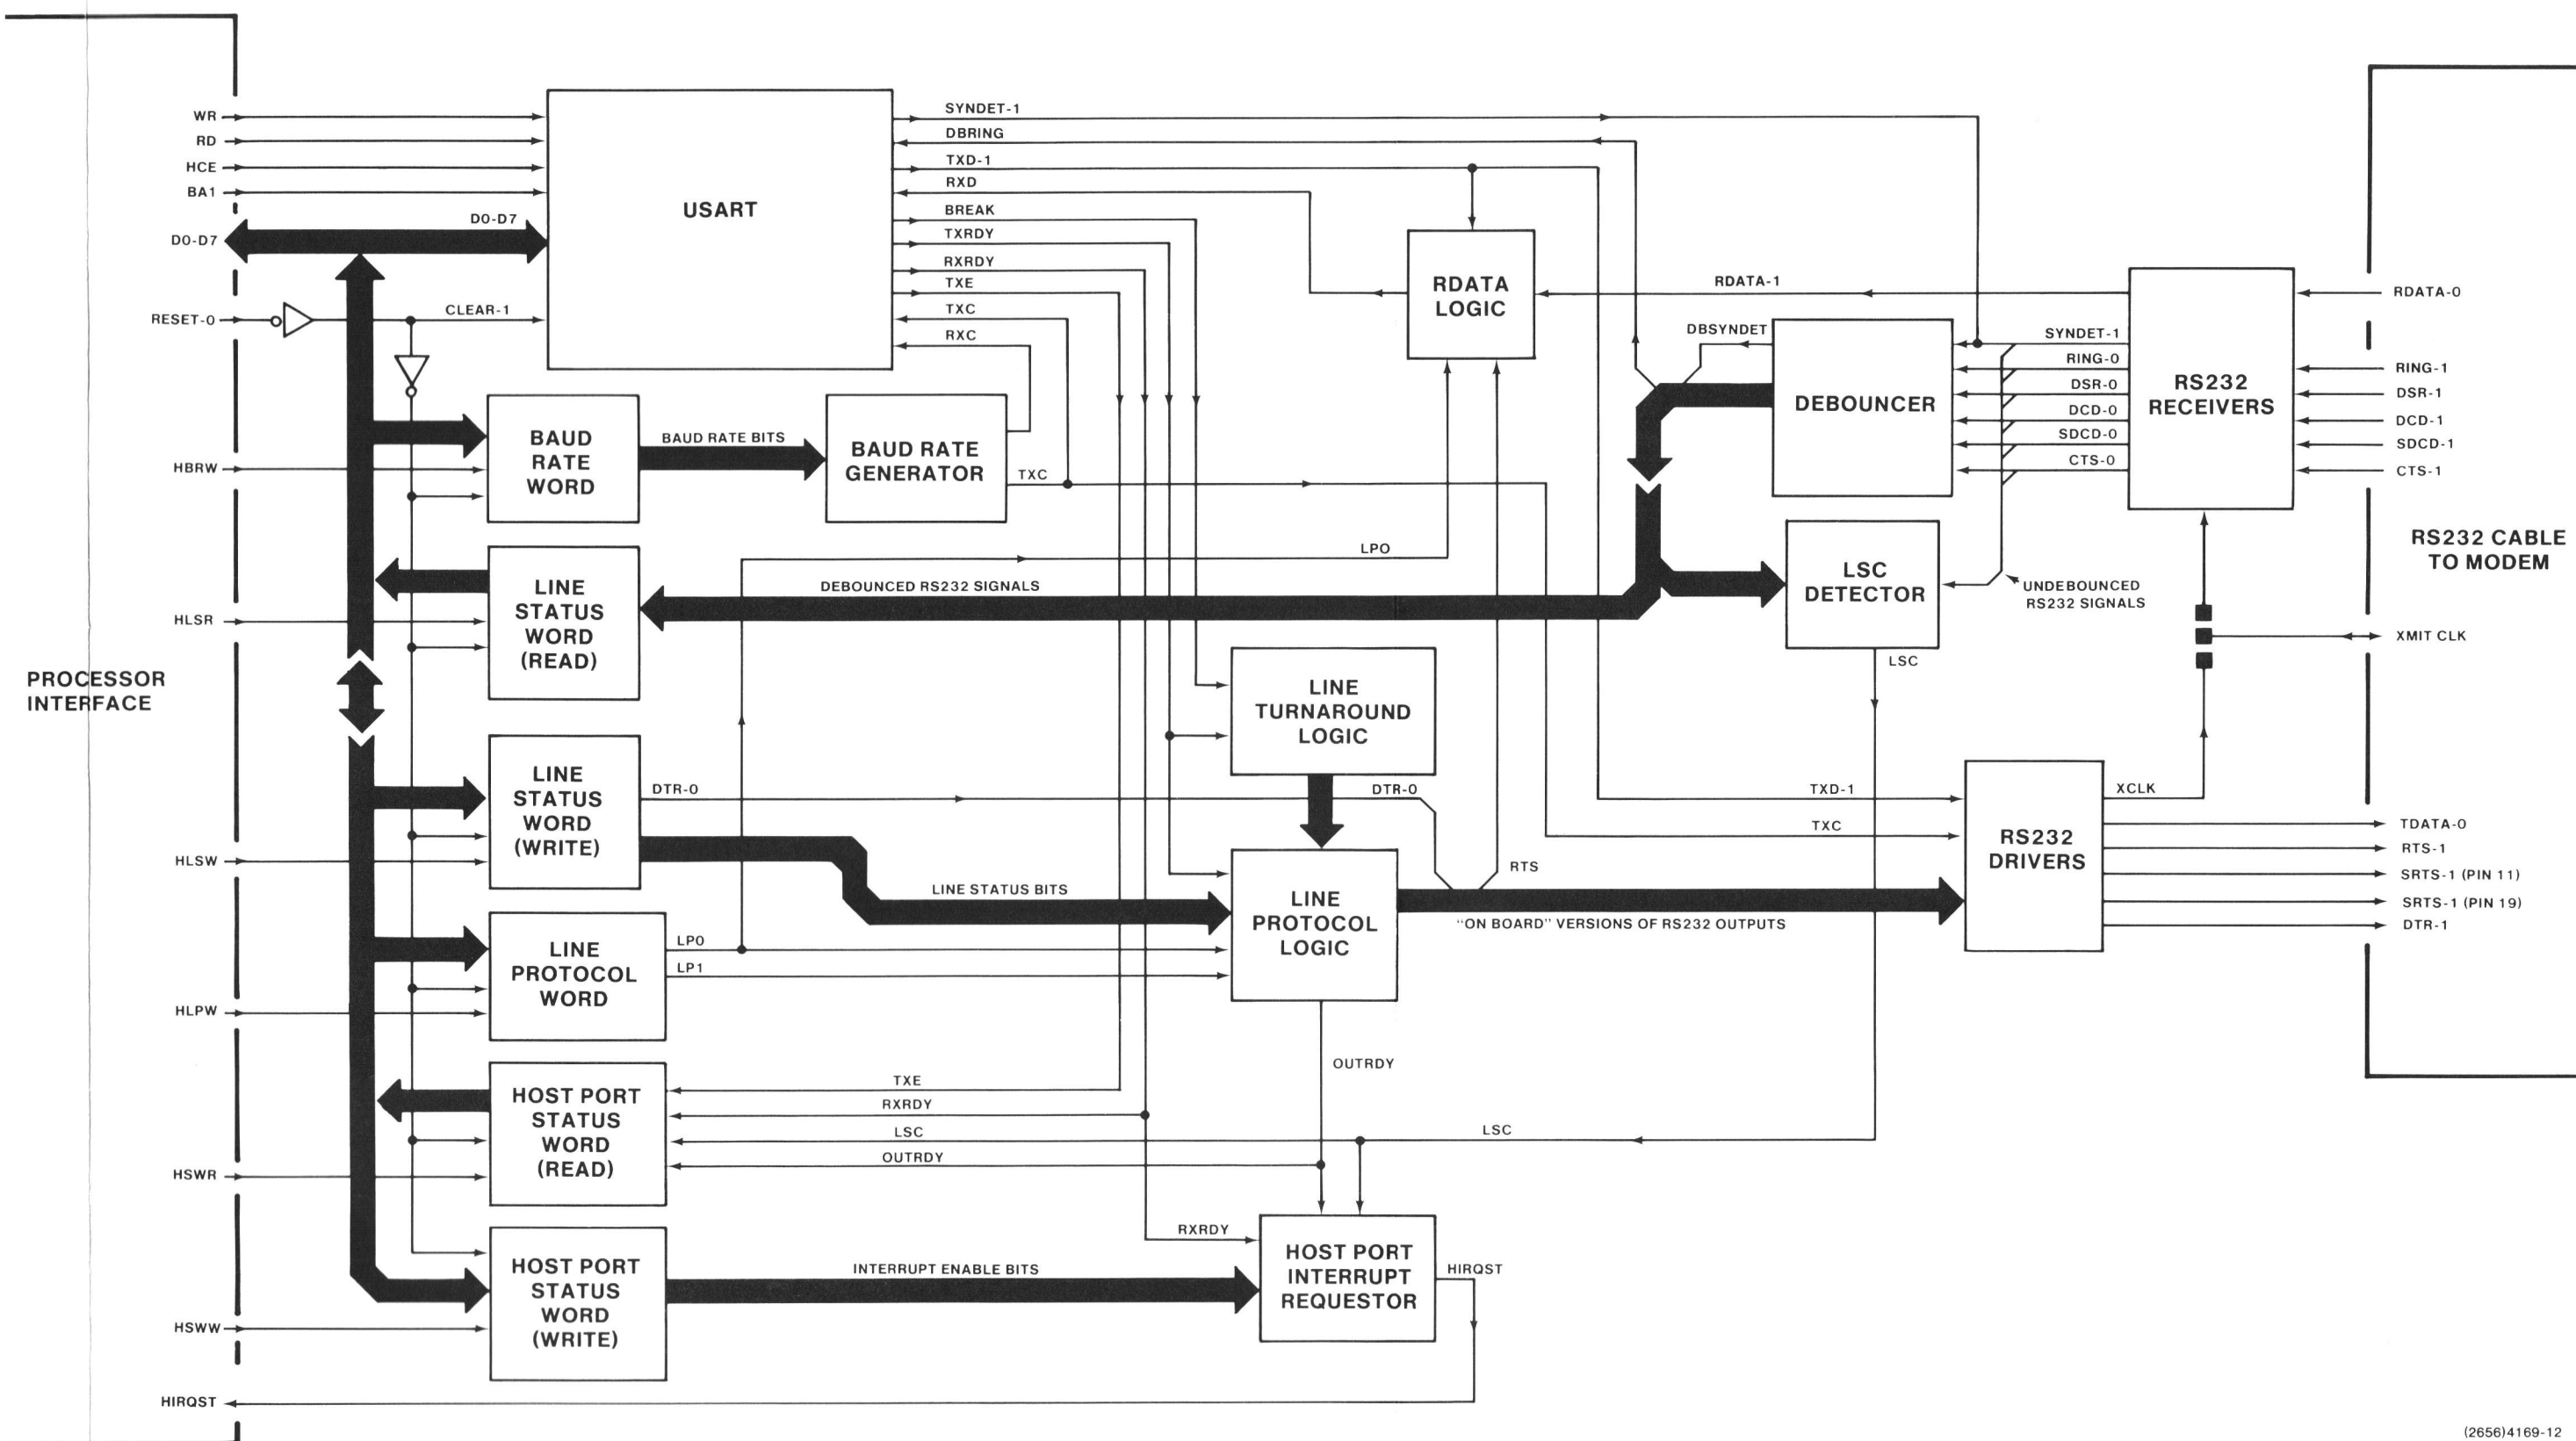 WR
RD
HCE
BA1
D0-D7
D0-D7
RESET-0
CLEAR-1
HBRW
HLSR
PROCESSOR
INTERFACE
HLSW
HLPW
HSWR
HSWW
HIRQST
USART
SYNDET-1
DBRING
TXD-1
RXD
BREAK
TXRDY
RXRDY
TXE
TXC
RXC
BAUD
RATE
WORD
BAUD RATE BITS
BAUD RATE
GENERATOR
TXC
LINE
STATUS
WORD
(READ)
DEBOUNCED RS232 SIGNALS
LPO
LINE
STATUS
WORD
(WRITE)
DTR-0
DTR-0
LINE STATUS BITS
LINE
PROTOCOL
WORD
LP0
LP1
HOST PORT
STATUS
WORD
(READ)
TXE
RXRDY
LSC
OUTRDY
HOST PORT
STATUS
WORD
(WRITE)
INTERRUPT ENABLE BITS
RXRDY
LINE
TURNAROUND
LOGIC
LINE
PROTOCOL
LOGIC
RTS
"ON BOARD" VERSIONS OF RS232 OUTPUTS
OUTRDY
LSC
HOST PORT
INTERRUPT
REQUESTOR
HIRQST
RDATA
LOGIC
RDATA-1
DBSYNDET
DEBOUNCER
SYNDET-1
RING-0
DSR-0
DCD-0
SDCD-0
CTS-0
RS232
RECEIVERS
LSC
DETECTOR
LSC
UNDEBOUNCED
RS232 SIGNALS
TXD-1
TXC
RS232
DRIVERS
XCLK
RDATA-0
RING-1
DSR-1
DCD-1
SDCD-1
CTS-1
RS232 CABLE
TO MODEM
XMIT CLK
TDATA-0
RTS-1
SRTS-1 (PIN 11)
SRTS-1 (PIN 19)
DTR-1
(2656)4169-12